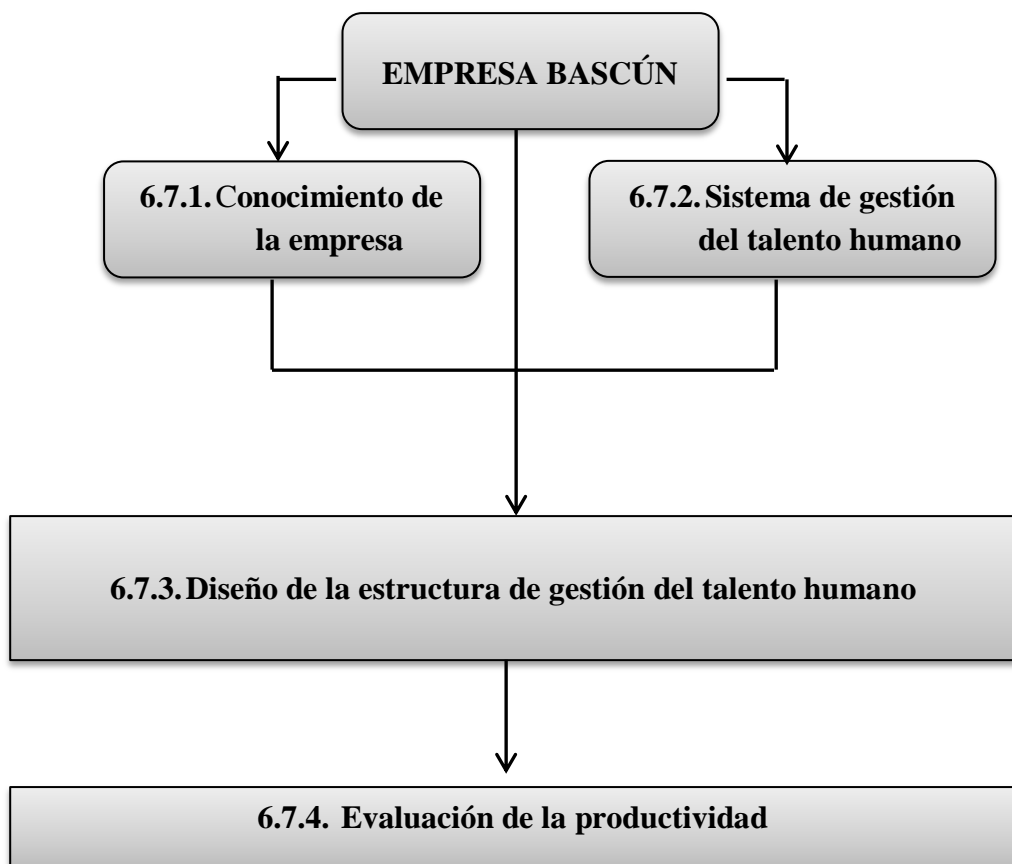 EMPRESA BASCÚN
6.7.1. Conocimiento de
la empresa
6.7.2. Sistema de gestión
del talento humano
6.7.3. Diseño de la estructura de gestión del talento humano
6.7.4. Evaluación de la productividad